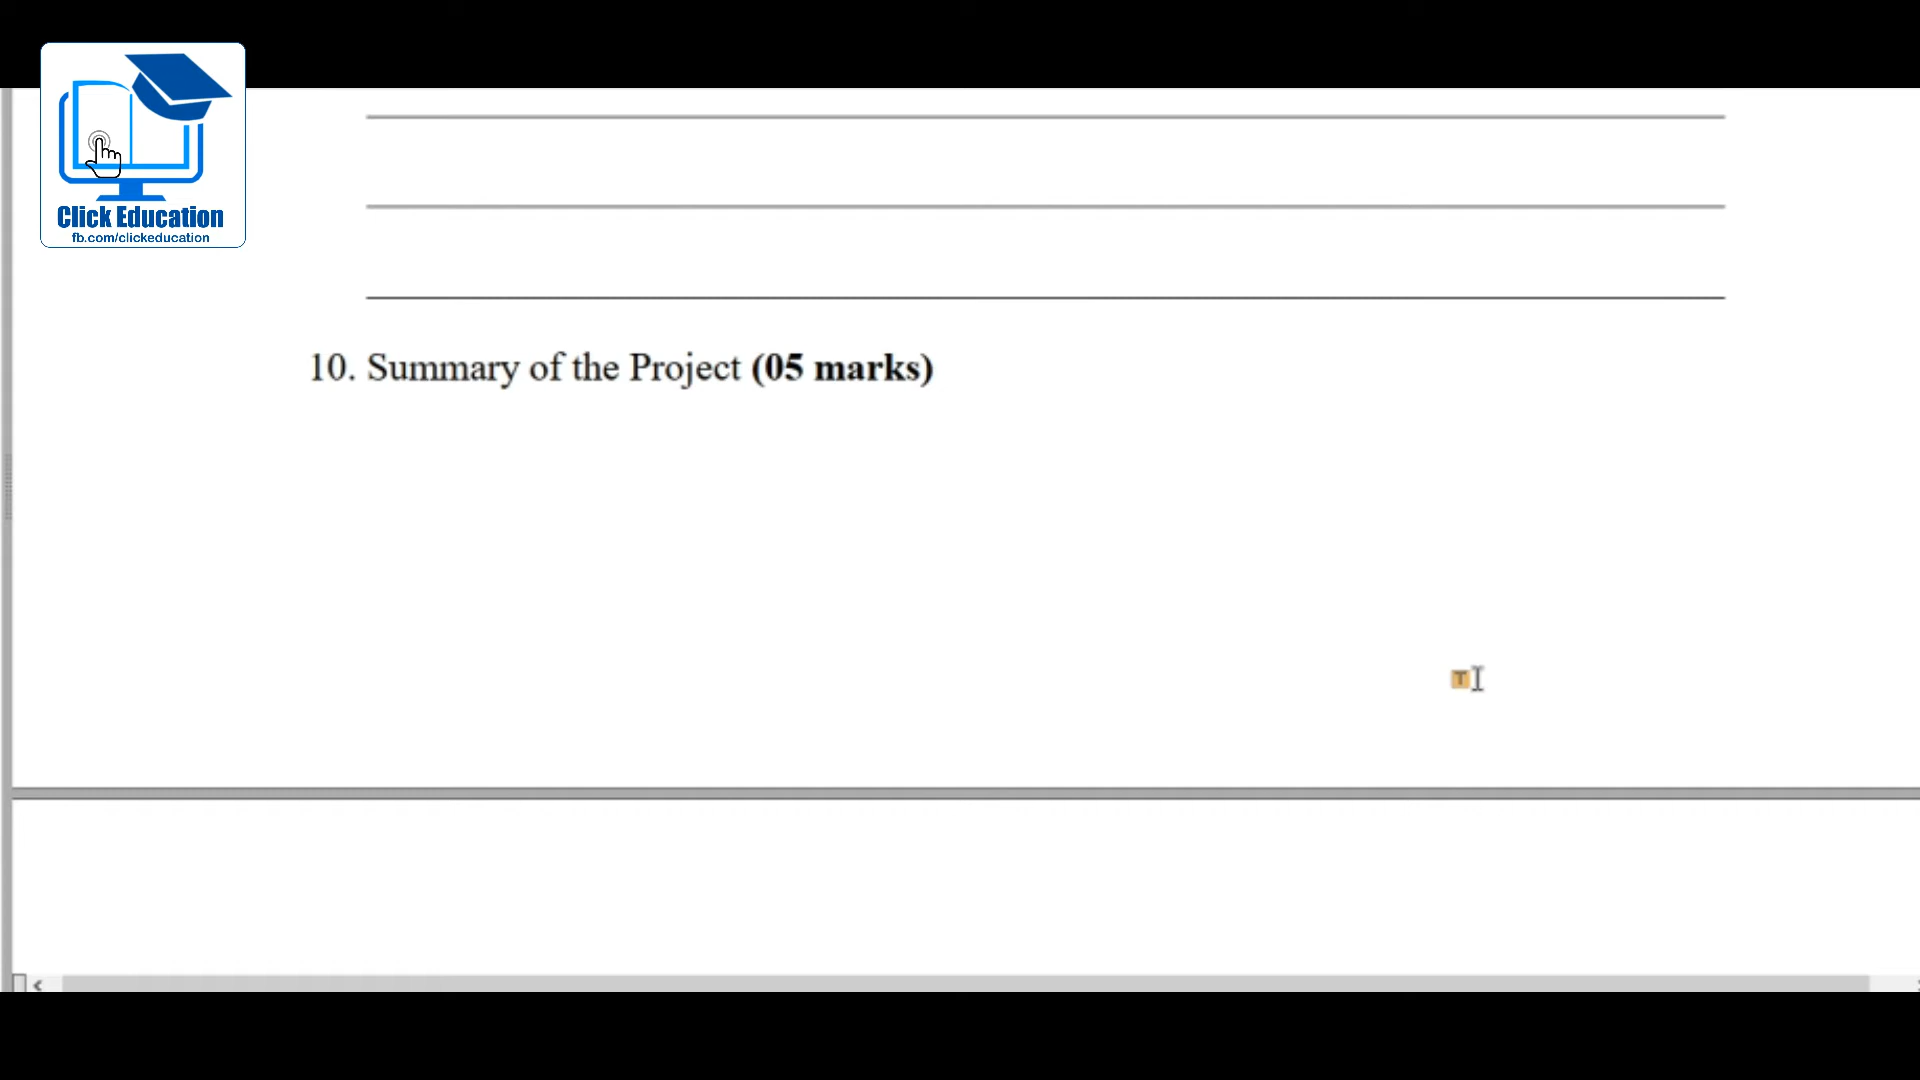 Click Education
fb.com/clickeducation
10. Summary of the Project (05 marks)
T